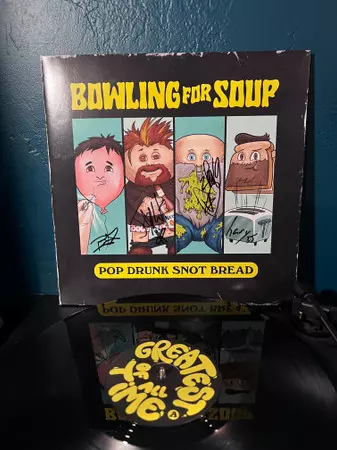 BOWLING FOR SOUP
POP DRUNK SNOT BREAD
POP DRUNK SNOT BREAD
GREATEST
OF ALL
TIME
A